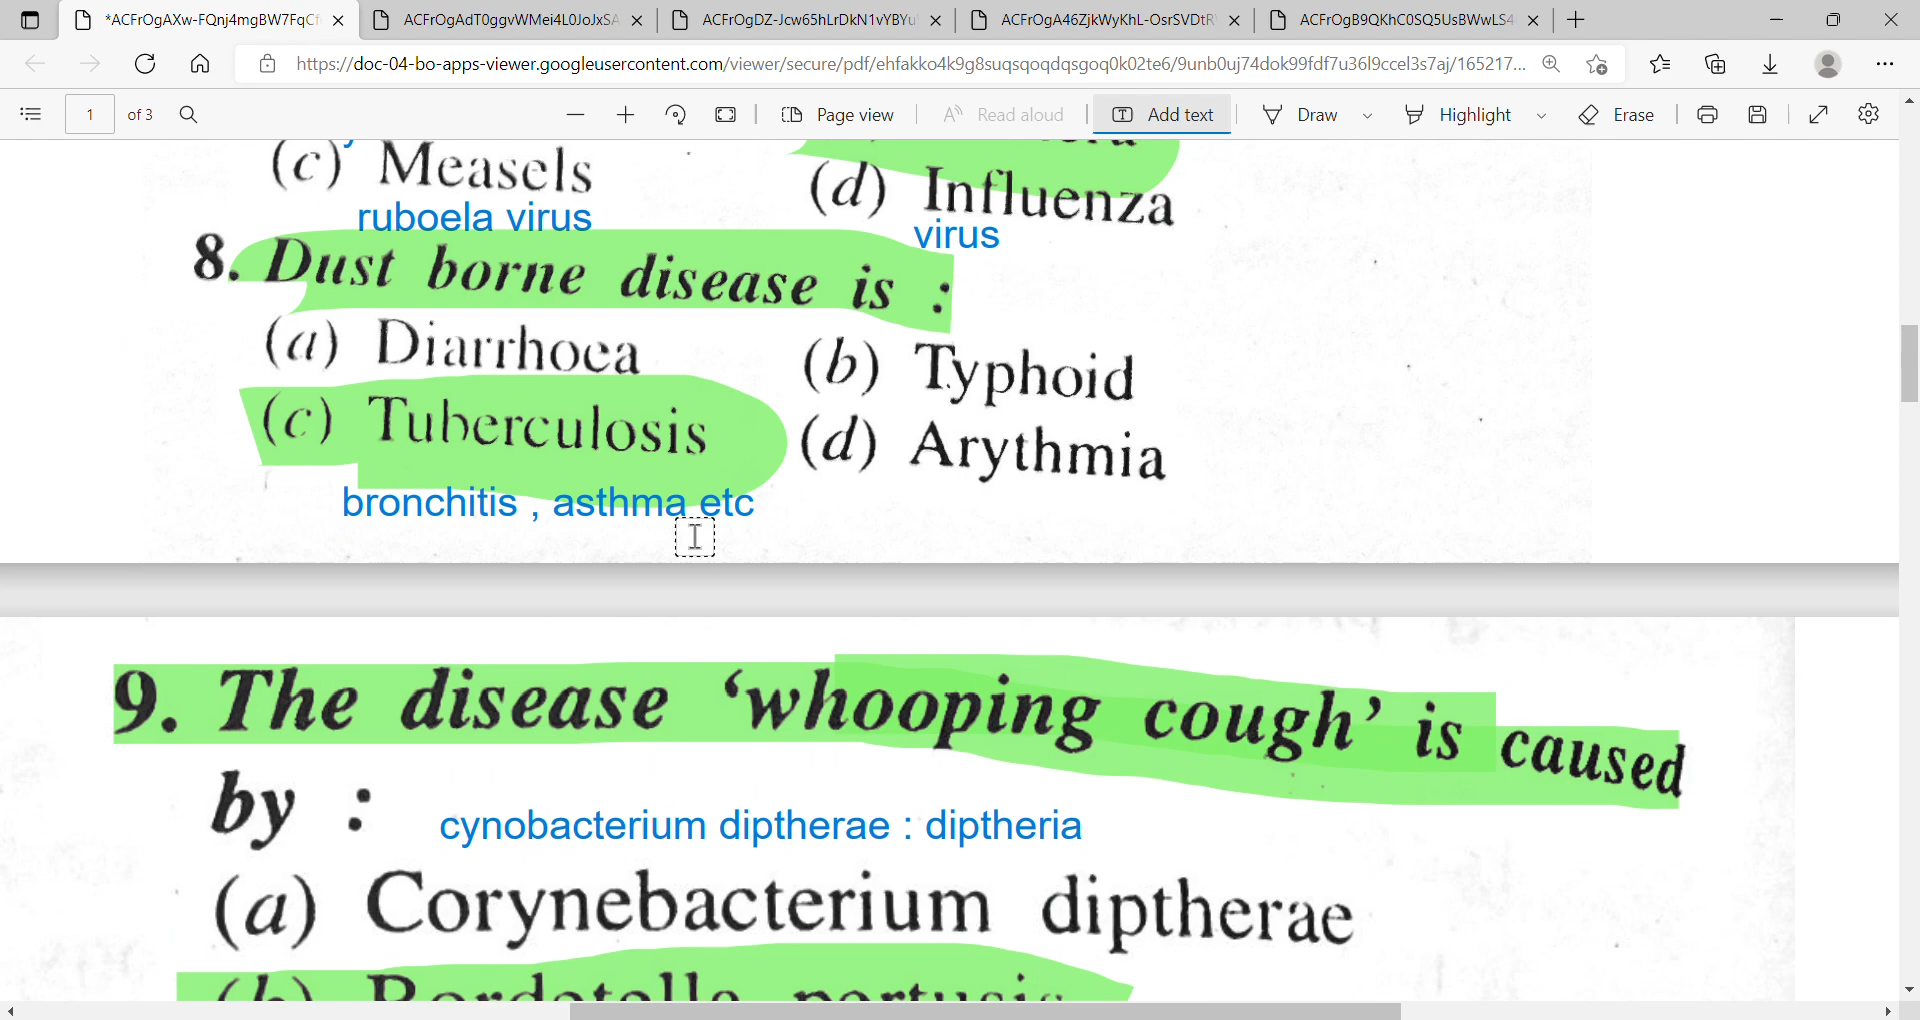 *ACFrOgAXw-FQnj4mgBW7FqCf
ACFrOgAdT0ggvWMei4L0JoJxSA
ACFrOgDZ-Jcw65hLrDkN1vYBYu
ACFrOgA46ZjkWyKhL-OsrSVDtR
ACFrOgB9QKhC0SQ5UsBWwLS4
https://doc-04-bo-apps-viewer.googleusercontent.com/viewer/secure/pdf/ehfakko4k9g8suqsqoqdqsgoq0k02te6/9unb0uj74dok99fdf7u36l9ccel3s7aj/165217...
1 of 3 Page view Read aloud Add text Draw Highlight Erase
(c) Measels
(d) Influenza
ruboela virus
virus
8. Dust borne disease is :
(a) Diarrhoea
(b) Typhoid
(c) Tuberculosis
(d) Arythmia
bronchitis , asthma etc
9. The disease ‘whooping cough’ is caused
by :
cynobacterium diptherae : diptheria
(a) Corynebacterium diptherae
(b) Bordetella pertusis